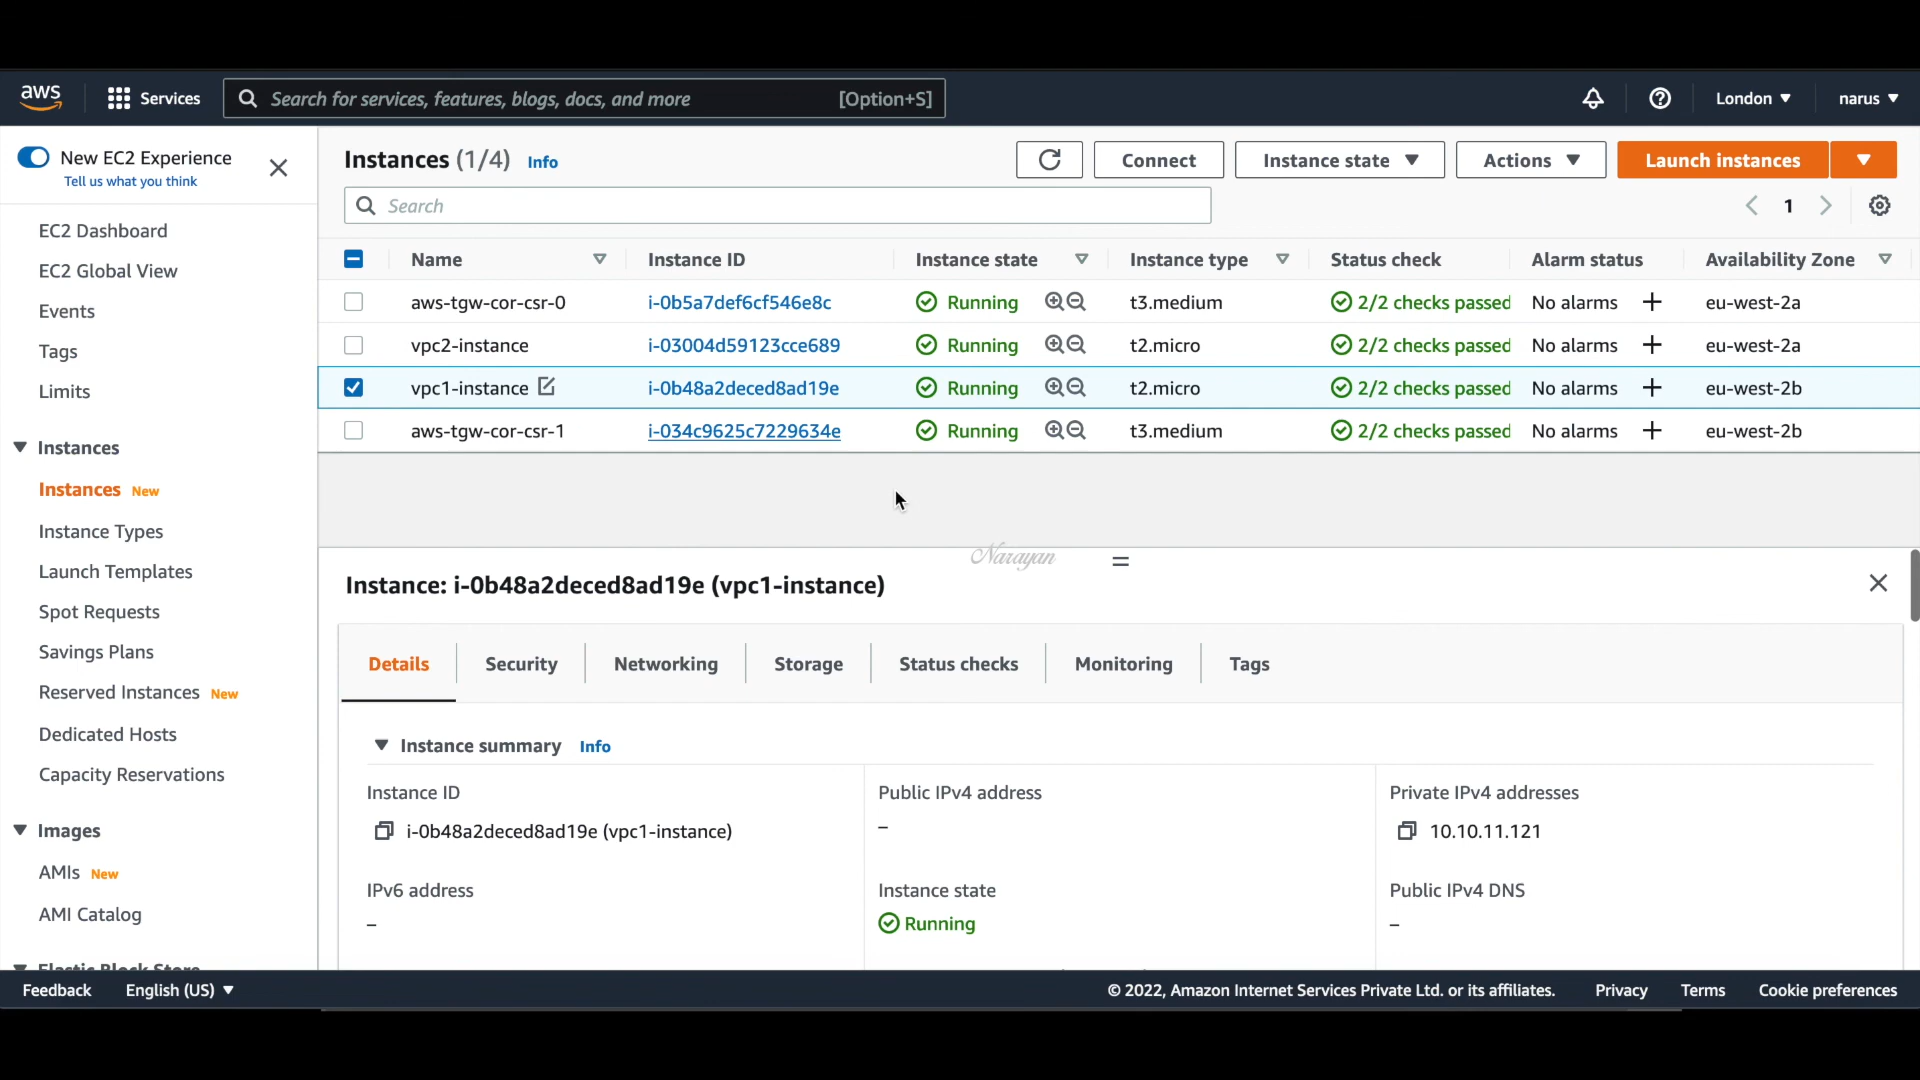 aws Services Search for services, features, blogs, docs, and more [Option+S] London narus
New EC2 Experience
Tell us what you think
EC2 Dashboard
EC2 Global View
Events
Tags
Limits
Instances
Instances New
Instance Types
Launch Templates
Spot Requests
Savings Plans
Reserved Instances New
Dedicated Hosts
Capacity Reservations
Images
AMIs New
AMI Catalog
Elastic Block Store
Instances (1/4) Info Connect Instance state Actions Launch instances
Search 1
Name Instance ID Instance state Instance type Status check Alarm status Availability Zone
aws-tgw-cor-csr-0 i-0b5a7def6cf546e8c Running t3.medium 2/2 checks passed No alarms + eu-west-2a
vpc2-instance i-03004d59123cce689 Running t2.micro 2/2 checks passed No alarms + eu-west-2a
vpc1-instance i-0b48a2deced8ad19e Running t2.micro 2/2 checks passed No alarms + eu-west-2b
aws-tgw-cor-csr-1 i-034c9625c7229634e Running t3.medium 2/2 checks passed No alarms + eu-west-2b
Narayan
Instance: i-0b48a2deced8ad19e (vpc1-instance)
Details Security Networking Storage Status checks Monitoring Tags
Instance summary Info
Instance ID Public IPv4 address Private IPv4 addresses
i-0b48a2deced8ad19e (vpc1-instance) – 10.10.11.121
IPv6 address Instance state Public IPv4 DNS
– Running –
Feedback English (US) © 2022, Amazon Internet Services Private Ltd. or its affiliates. Privacy Terms Cookie preferences